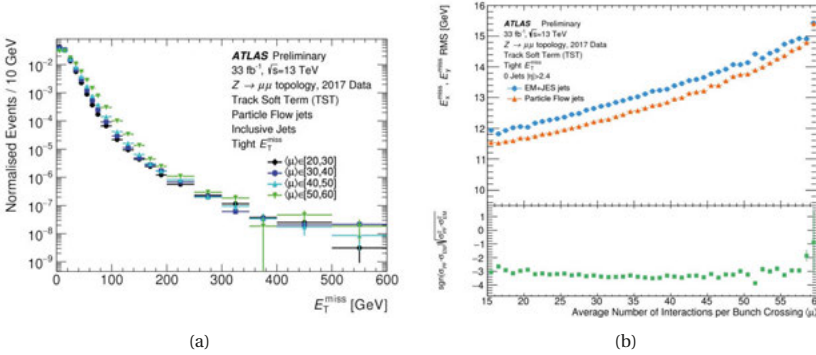 ATLAS Preliminary
33 fb⁻¹, √s=13 TeV
Z → μμ topology, 2017 Data
Track Soft Term (TST)
Particle Flow jets
Inclusive Jets
Tight E_T^miss
⟨μ⟩∈[20,30]
⟨μ⟩∈[30,40]
⟨μ⟩∈[40,50]
⟨μ⟩∈[50,60]
Normalised Events / 10 GeV
10⁻²
10⁻³
10⁻⁴
10⁻⁵
10⁻⁶
10⁻⁷
10⁻⁸
10⁻⁹
0 100 200 300 400 500 600
E_T^miss [GeV]
(a)
E_x^miss, E_y^miss RMS [GeV]
16
15
14
13
12
11
10
ATLAS Preliminary
33 fb⁻¹, √s=13 TeV
Z → μμ topology, 2017 Data
Track Soft Term (TST)
Tight E_T^miss
0 Jets |η|>2.4
EM+JES jets
Particle Flow jets
1
0
−1
−2
−3
−4
15 20 25 30 35 40 45 50 55 60
Average Number of Interactions per Bunch Crossing ⟨μ⟩
(b)